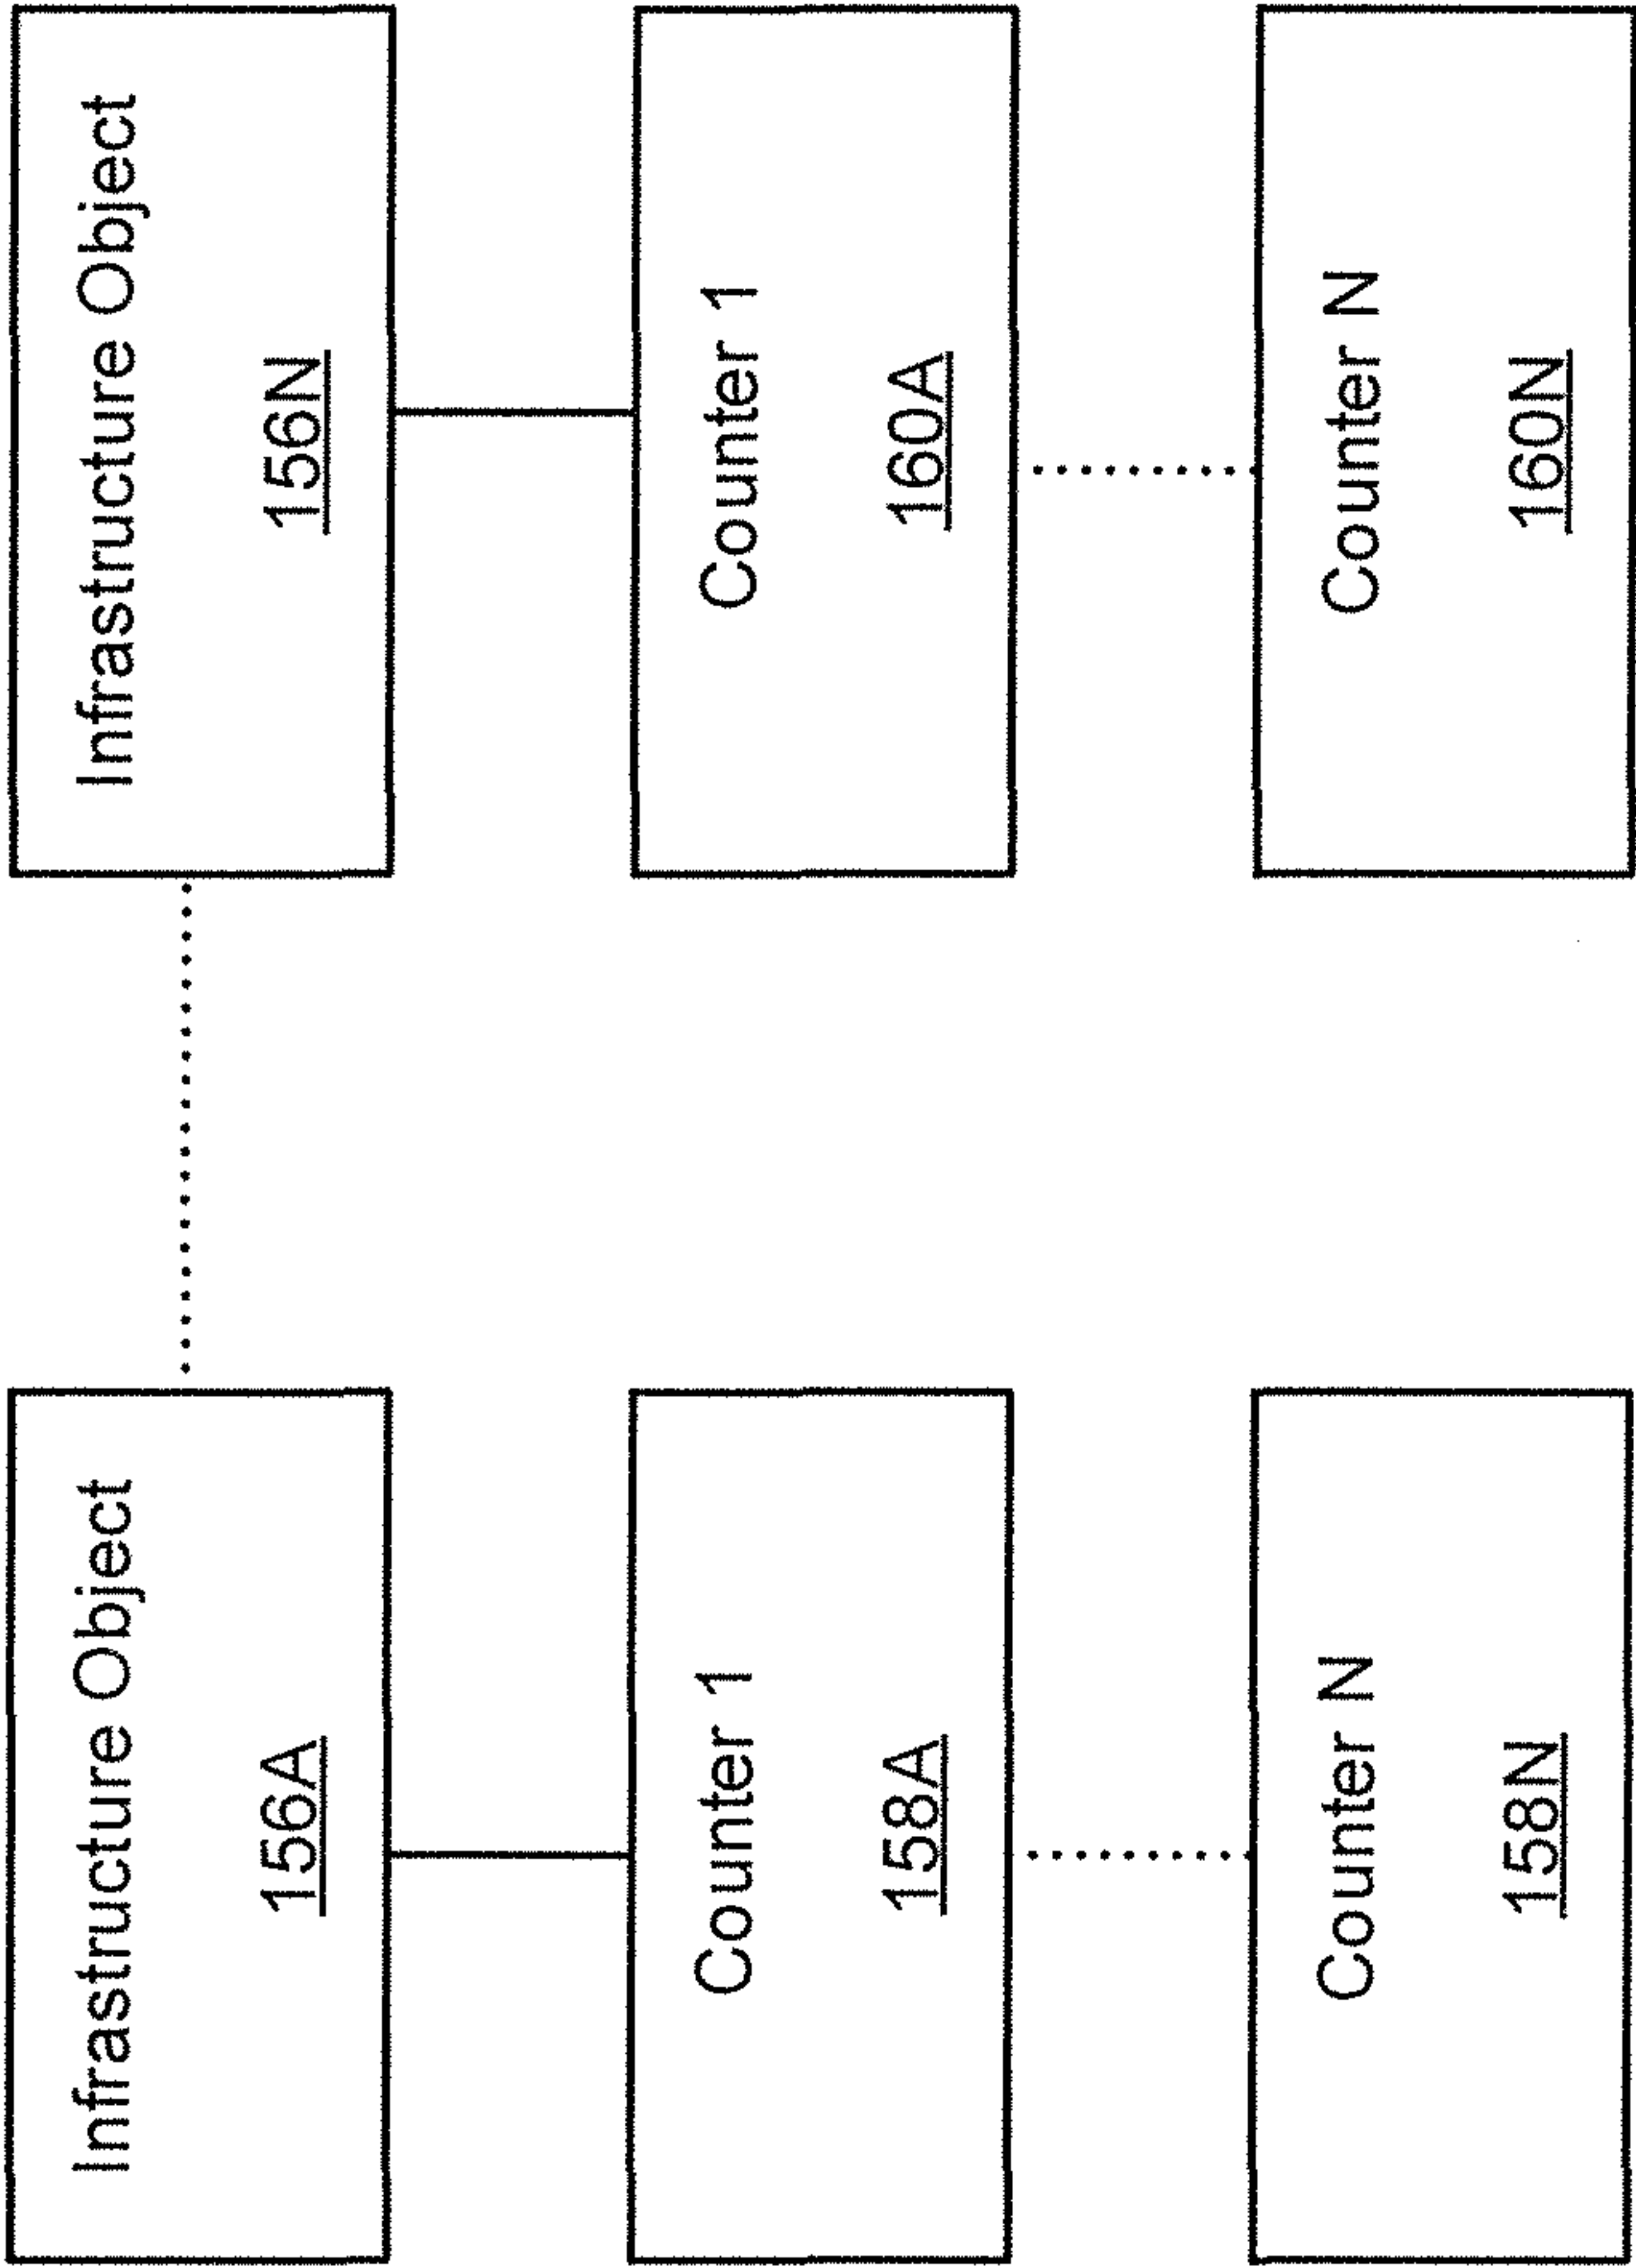 Infrastructure Object
156A
Counter 1
158A
Counter N
158N
Infrastructure Object
156N
Counter 1
160A
Counter N
160N